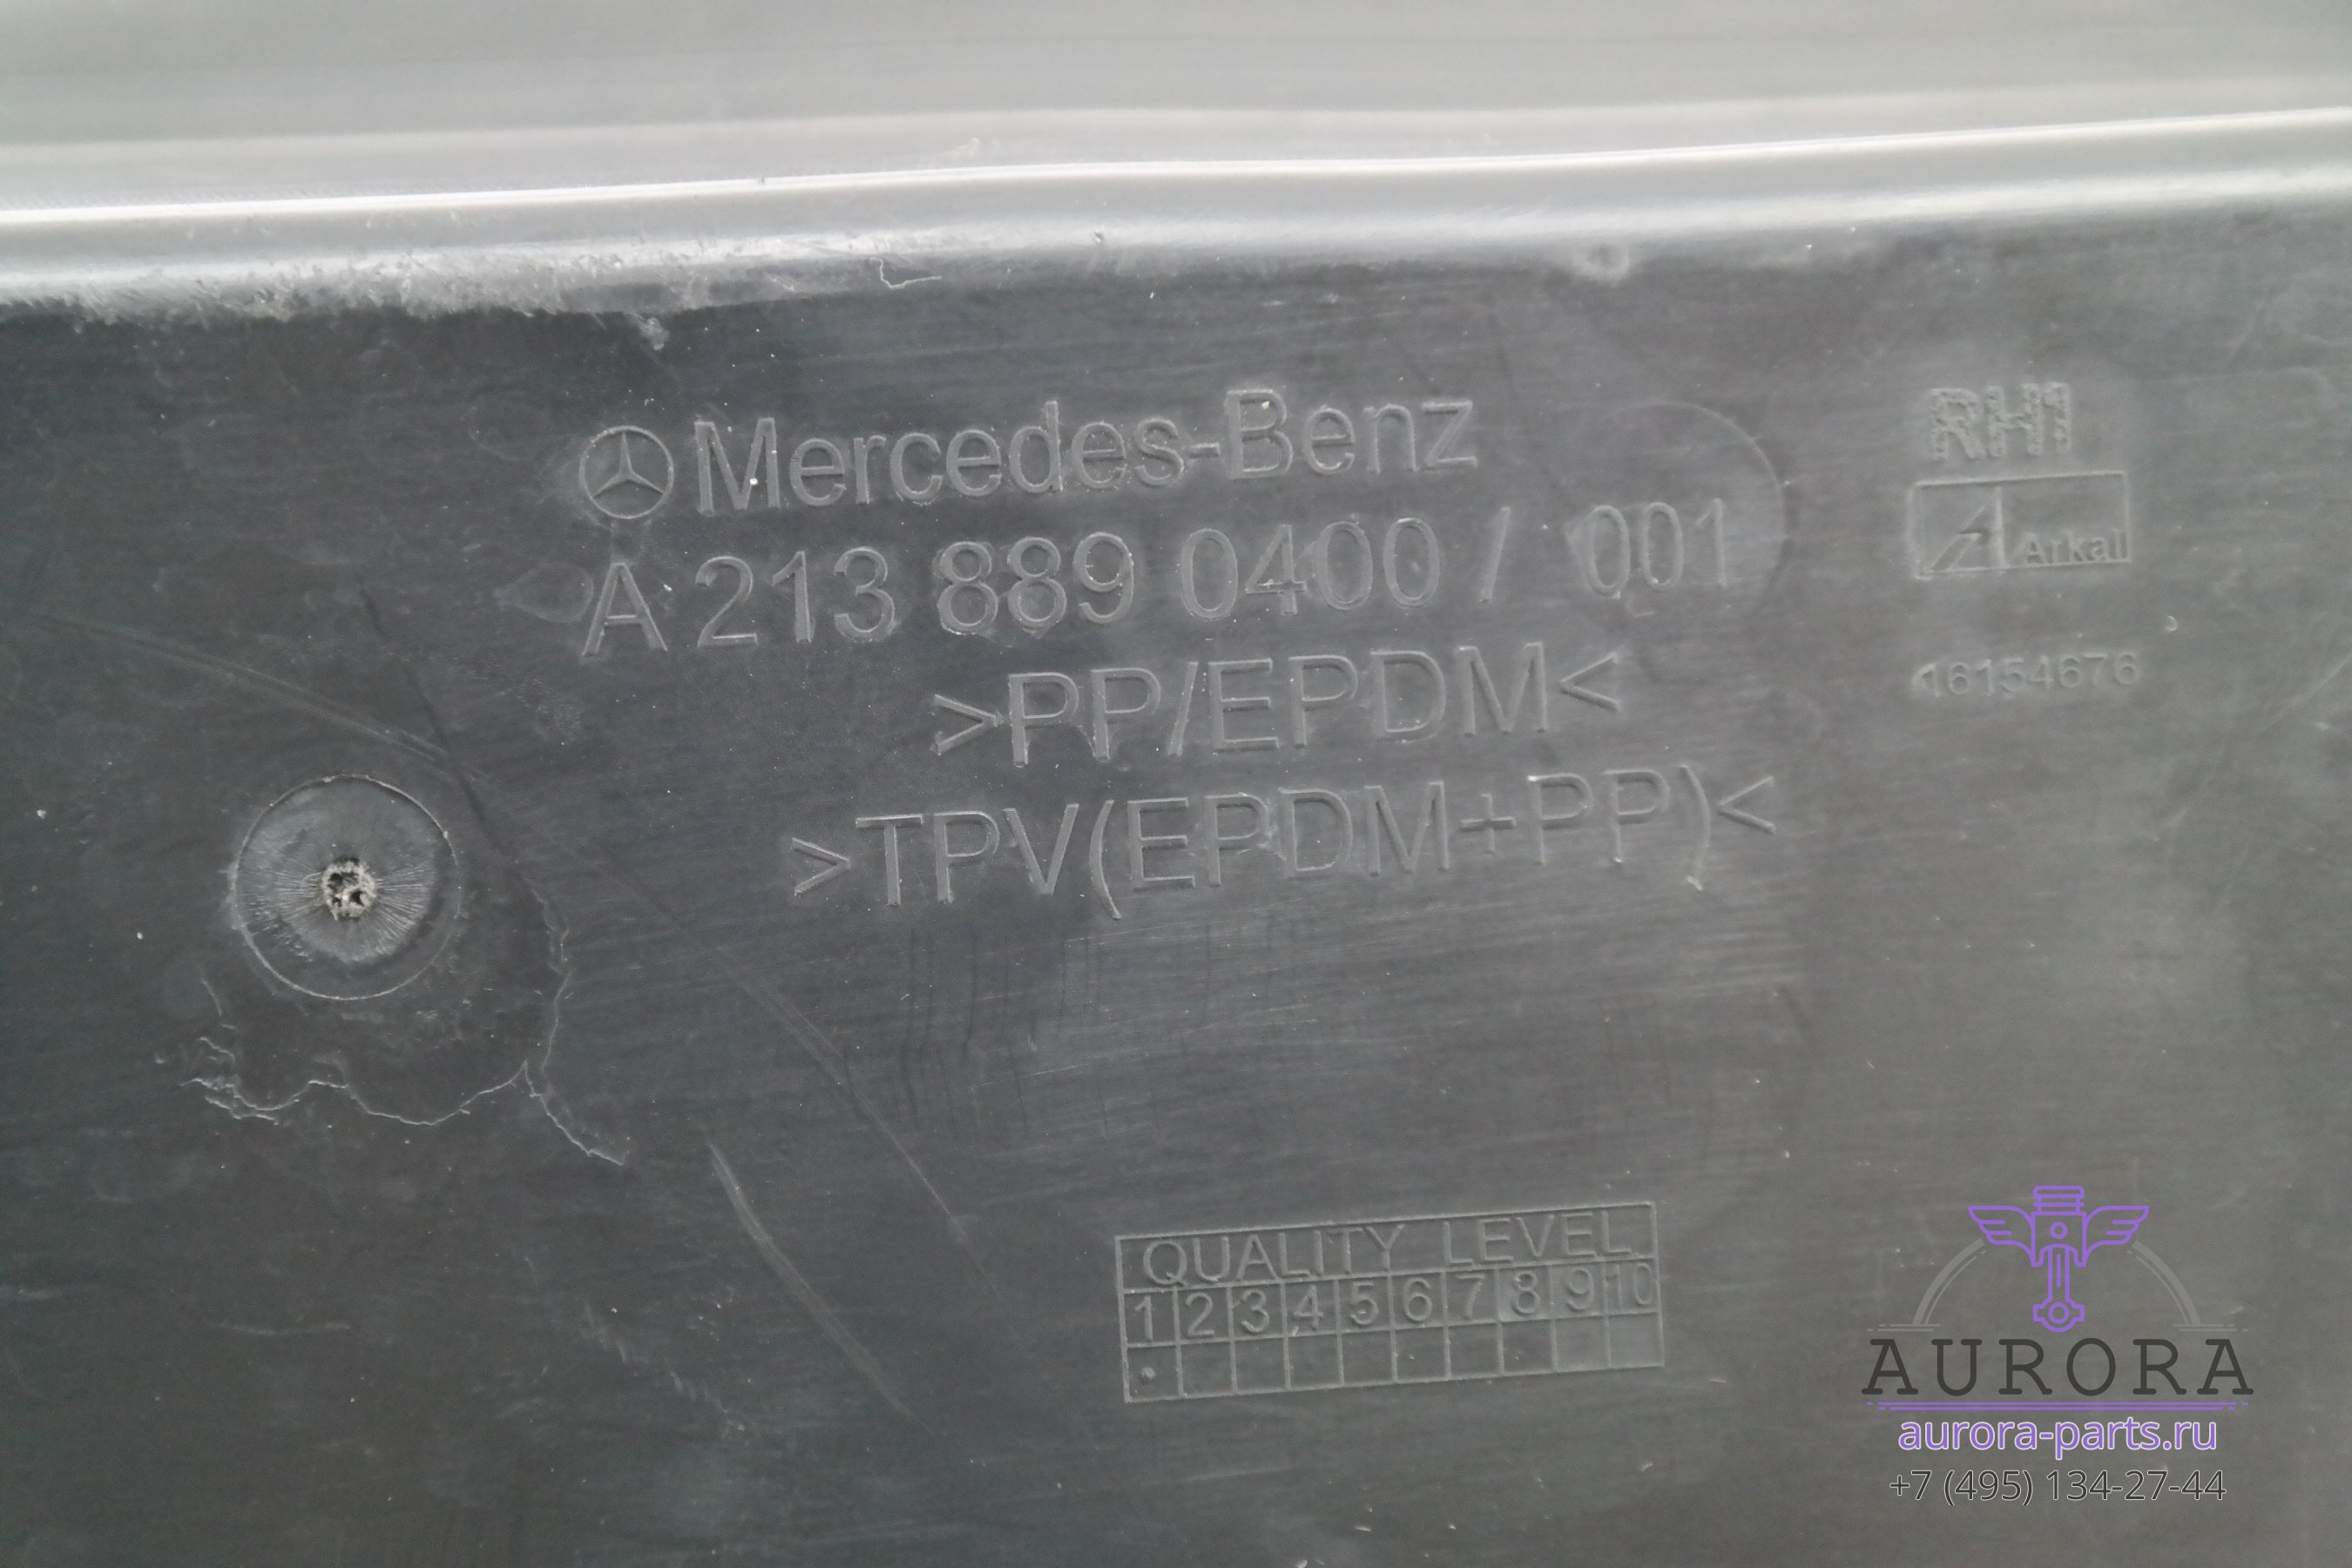 Mercedes-Benz
A 213 889 0400 / 001
>PP/EPDM<
>TPV(EPDM+PP)<
RH1
Arkal
16154676
QUALITY LEVEL
1 2 3 4 5 6 7 8 9 10
AURORA
aurora-parts.ru
+7 (495) 134-27-44